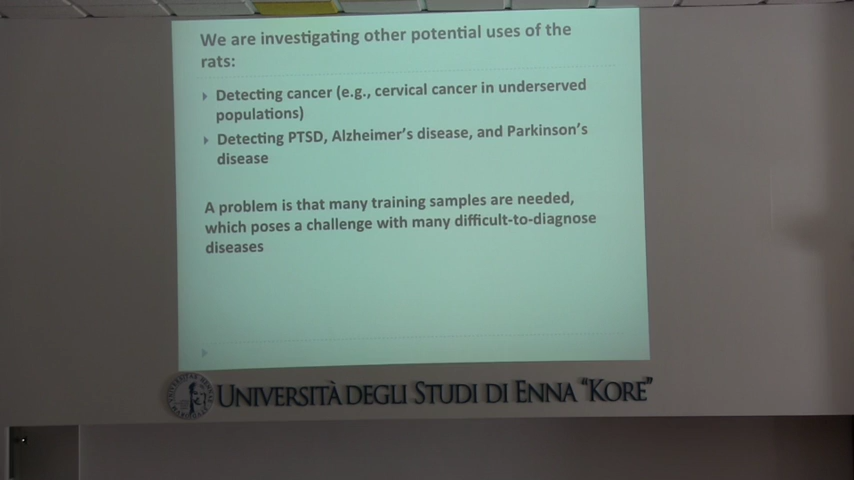 We are investigating other potential uses of the
rats:
Detecting cancer (e.g., cervical cancer in underserved
populations)
Detecting PTSD, Alzheimer's disease, and Parkinson's
disease
A problem is that many training samples are needed,
which poses a challenge with many difficult-to-diagnose
diseases
UNIVERSITÀ DEGLI STUDI DI ENNA "KORE"